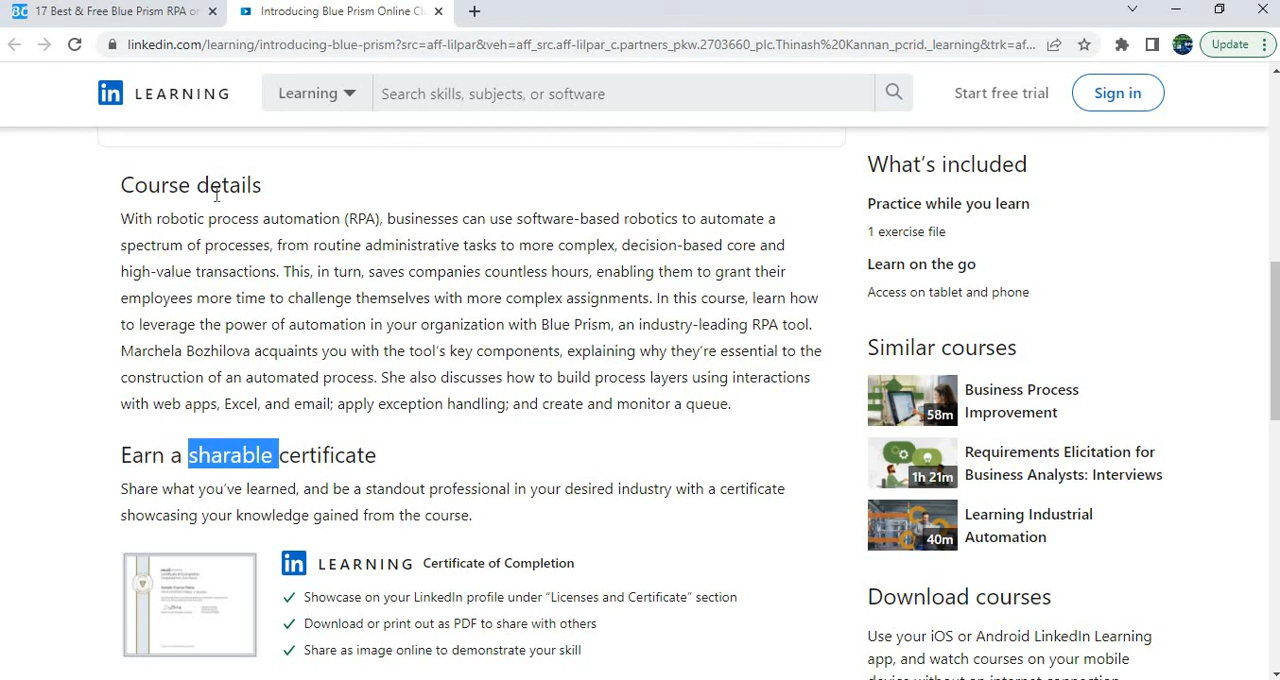 17 Best & Free Blue Prism RPA or
Introducing Blue Prism Online Cl
linkedin.com/learning/introducing-blue-prism?src=aff-lilpar&veh=aff_src.aff-lilpar_c.partners_pkw.2703660_plc.Thinash%20Kannan_pcrid._learning&trk=af...
Update
in LEARNING
Learning
Search skills, subjects, or software
Start free trial
Sign in
Course details
With robotic process automation (RPA), businesses can use software-based robotics to automate a
spectrum of processes, from routine administrative tasks to more complex, decision-based core and
high-value transactions. This, in turn, saves companies countless hours, enabling them to grant their
employees more time to challenge themselves with more complex assignments. In this course, learn how
to leverage the power of automation in your organization with Blue Prism, an industry-leading RPA tool.
Marchela Bozhilova acquaints you with the tool's key components, explaining why they're essential to the
construction of an automated process. She also discusses how to build process layers using interactions
with web apps, Excel, and email; apply exception handling; and create and monitor a queue.
Earn a sharable certificate
Share what you've learned, and be a standout professional in your desired industry with a certificate
showcasing your knowledge gained from the course.
in LEARNING Certificate of Completion
Showcase on your LinkedIn profile under "Licenses and Certificate" section
Download or print out as PDF to share with others
Share as image online to demonstrate your skill
What's included
Practice while you learn
1 exercise file
Learn on the go
Access on tablet and phone
Similar courses
58m
Business Process
Improvement
1h 21m
Requirements Elicitation for
Business Analysts: Interviews
40m
Learning Industrial
Automation
Download courses
Use your iOS or Android LinkedIn Learning
app, and watch courses on your mobile
device without an internet connection.